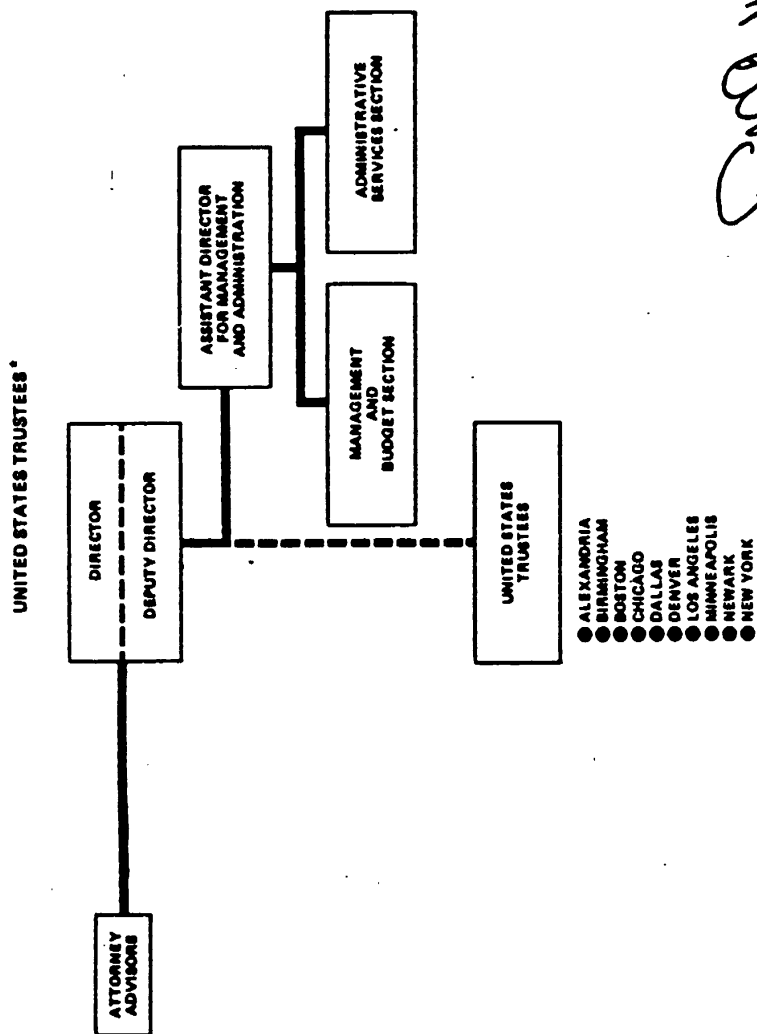 UNITED STATES TRUSTEES*
DIRECTOR
DEPUTY DIRECTOR
ATTORNEY
ADVISORS
ASSISTANT DIRECTOR
FOR MANAGEMENT
AND ADMINISTRATION
MANAGEMENT
AND
BUDGET SECTION
ADMINISTRATIVE
SERVICES SECTION
UNITED STATES
TRUSTEES
● ALEXANDRIA
● BIRMINGHAM
● BOSTON
● CHICAGO
● DALLAS
● DENVER
● LOS ANGELES
● MINNEAPOLIS
● NEWARK
● NEW YORK